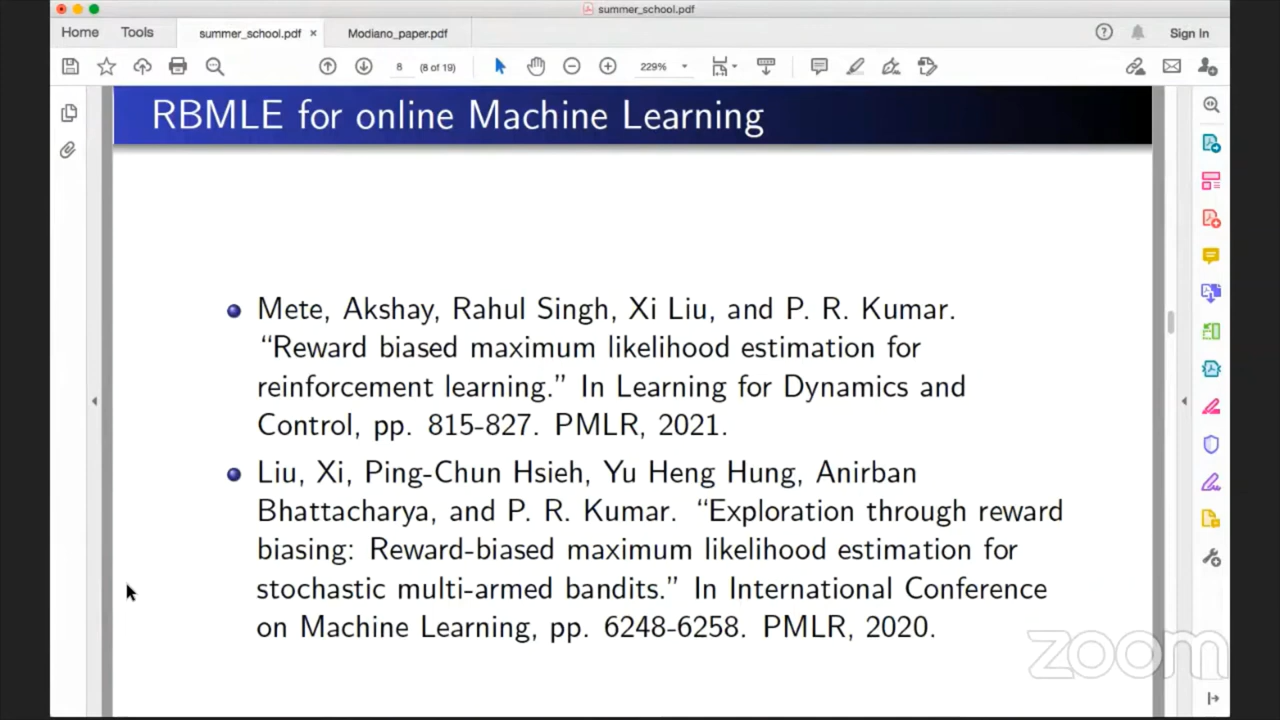 summer_school.pdf
Home Tools summer_school.pdf × Modiano_paper.pdf Sign In
8 (8 of 19) 229%
RBMLE for online Machine Learning
Mete, Akshay, Rahul Singh, Xi Liu, and P. R. Kumar.
“Reward biased maximum likelihood estimation for
reinforcement learning.” In Learning for Dynamics and
Control, pp. 815-827. PMLR, 2021.
Liu, Xi, Ping-Chun Hsieh, Yu Heng Hung, Anirban
Bhattacharya, and P. R. Kumar. “Exploration through reward
biasing: Reward-biased maximum likelihood estimation for
stochastic multi-armed bandits.” In International Conference
on Machine Learning, pp. 6248-6258. PMLR, 2020.
zoom